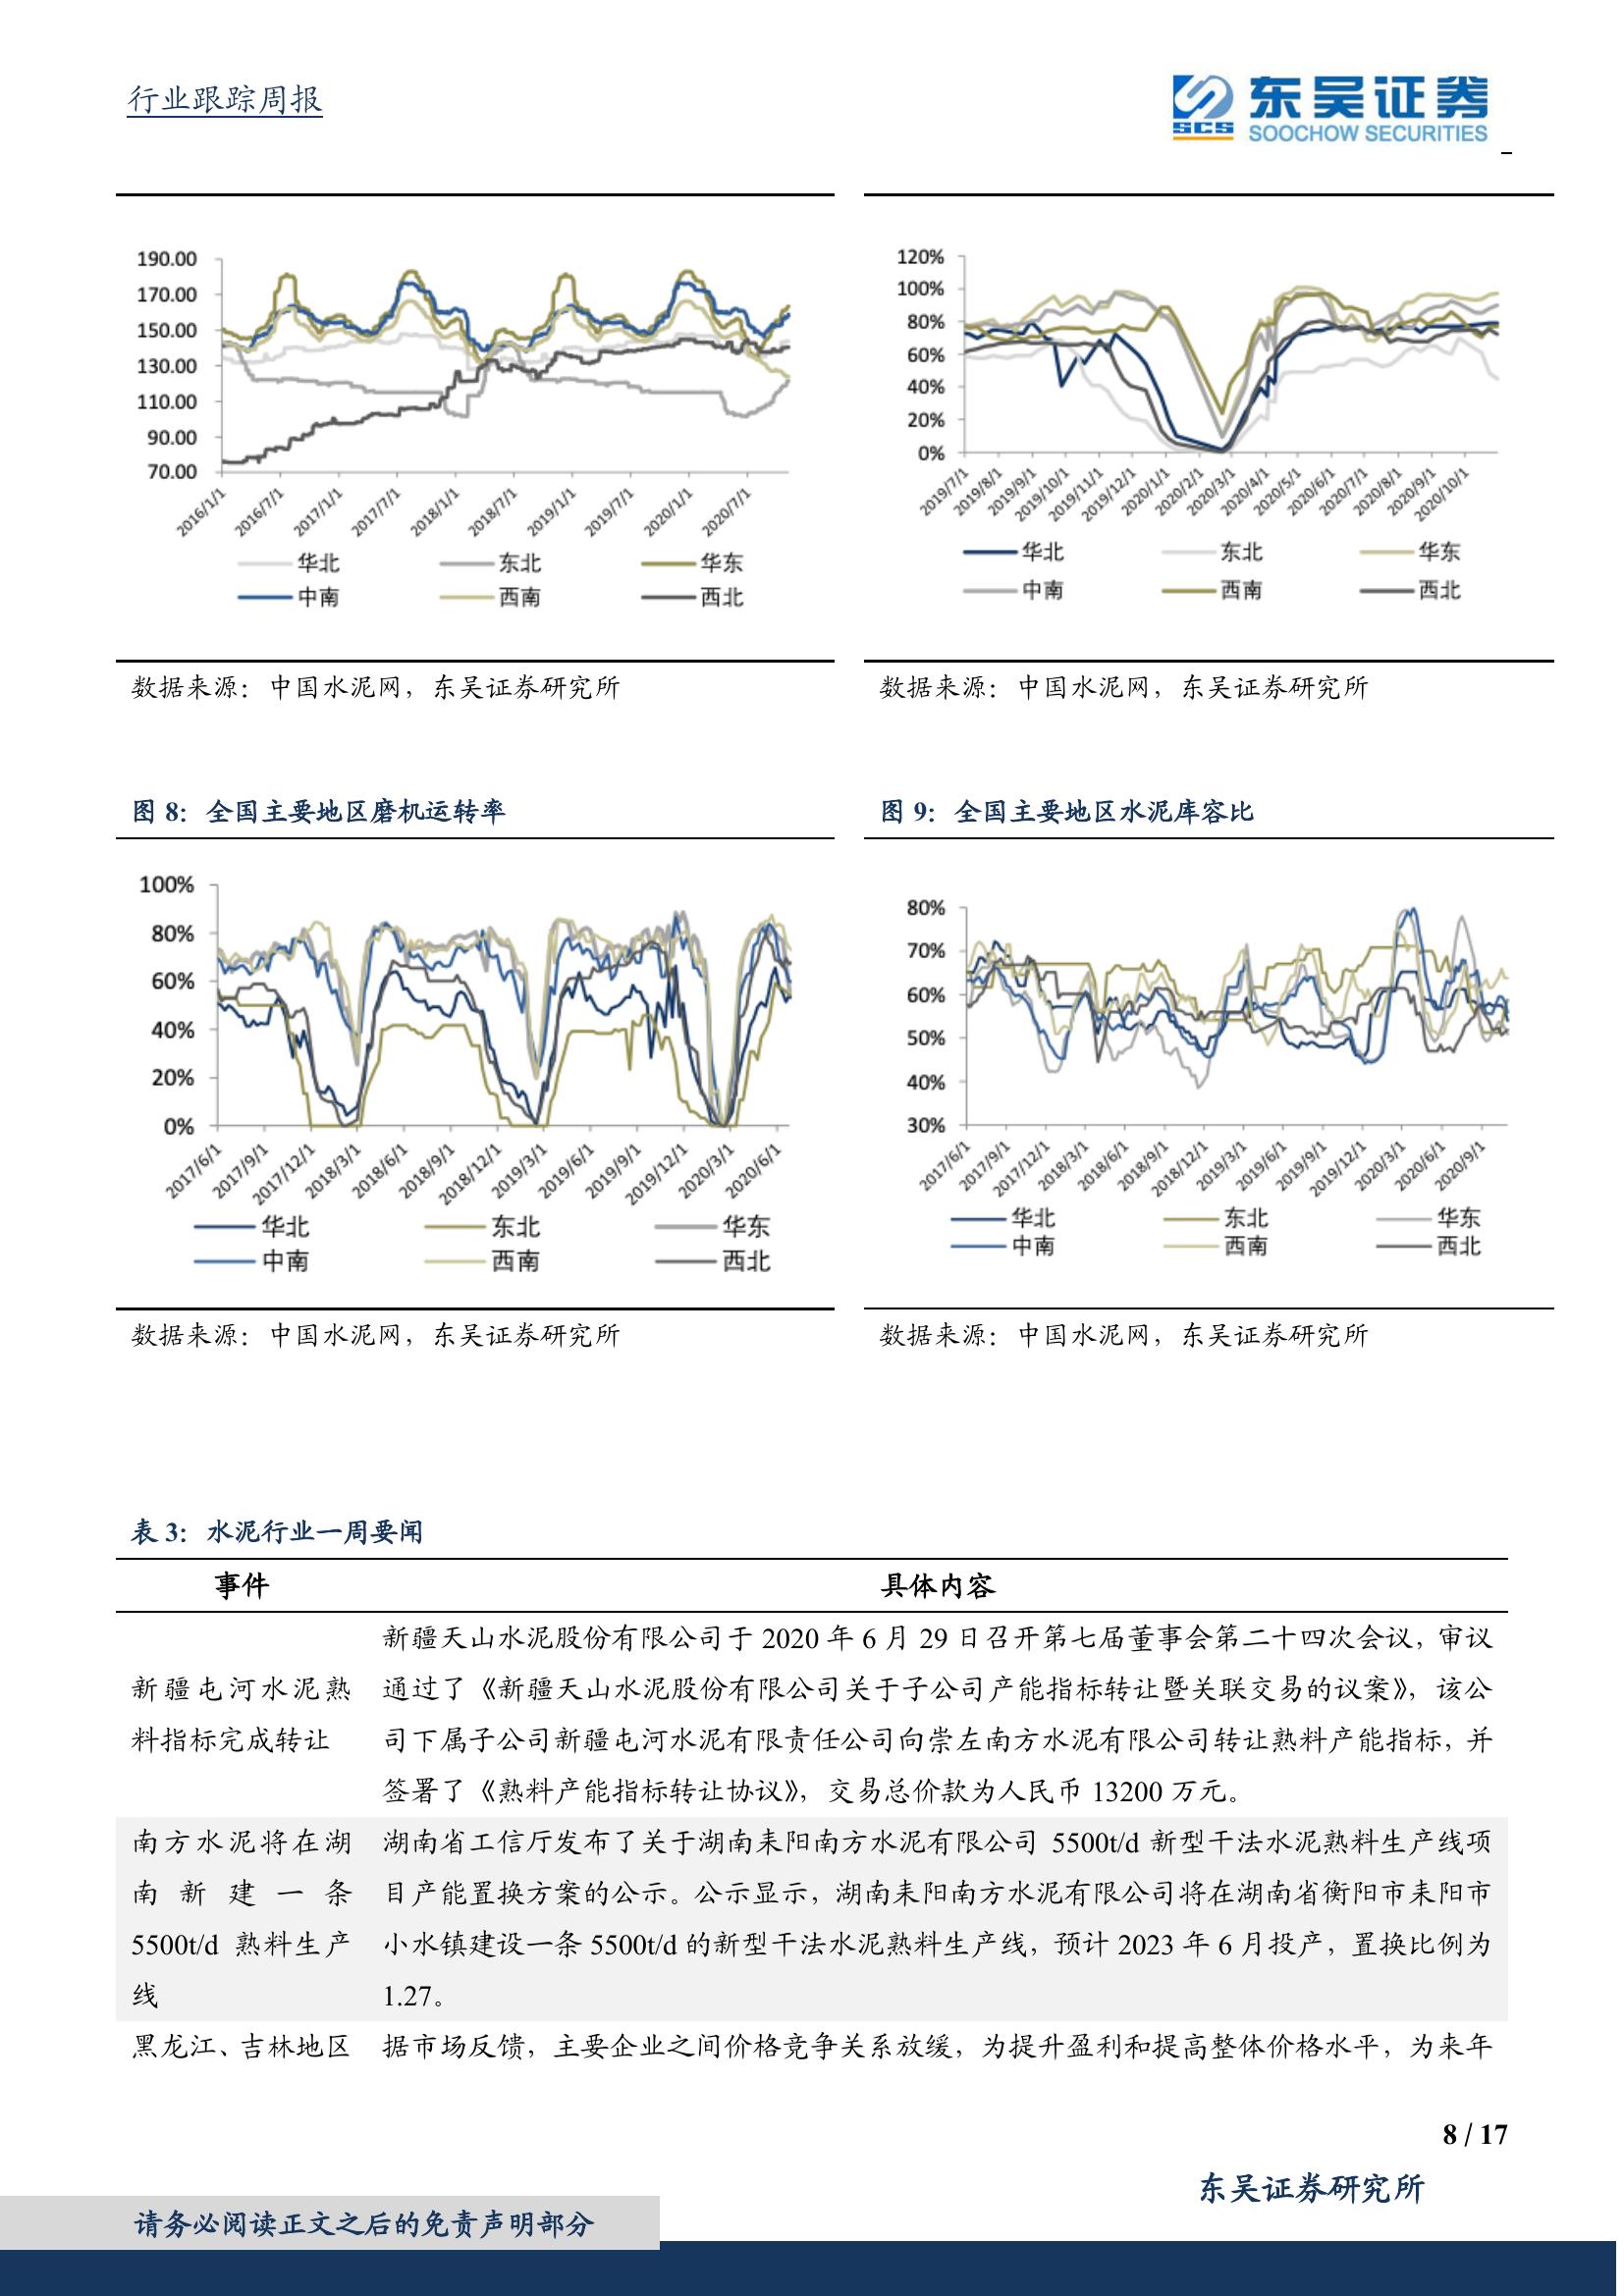 行业跟踪周报
东吴证券
SCS
SOOCHOW SECURITIES
190.00
170.00
150.00
130.00
110.00
90.00
70.00
2016/1/1
2016/7/1
2017/1/1
2017/7/1
2018/1/1
2018/7/1
2019/1/1
2019/7/1
2020/1/1
2020/7/1
华北 东北 华东
中南 西南 西北
120%
100%
80%
60%
40%
20%
0%
2019/7/1
2019/8/1
2019/9/1
2019/10/1
2019/11/1
2019/12/1
2020/1/1
2020/2/1
2020/3/1
2020/4/1
2020/5/1
2020/6/1
2020/7/1
2020/8/1
2020/9/1
2020/10/1
华北 东北 华东
中南 西南 西北
数据来源：中国水泥网，东吴证券研究所
数据来源：中国水泥网，东吴证券研究所
图 8：全国主要地区磨机运转率
100%
80%
60%
40%
20%
0%
2017/6/1
2017/9/1
2017/12/1
2018/3/1
2018/6/1
2018/9/1
2018/12/1
2019/3/1
2019/6/1
2019/9/1
2019/12/1
2020/3/1
2020/6/1
华北 东北 华东
中南 西南 西北
图 9：全国主要地区水泥库容比
80%
70%
60%
50%
40%
30%
2017/6/1
2017/9/1
2017/12/1
2018/3/1
2018/6/1
2018/9/1
2018/12/1
2019/3/1
2019/6/1
2019/9/1
2019/12/1
2020/3/1
2020/6/1
2020/9/1
华北 东北 华东
中南 西南 西北
数据来源：中国水泥网，东吴证券研究所
数据来源：中国水泥网，东吴证券研究所
表 3：水泥行业一周要闻
事件 具体内容
新疆屯河水泥熟
料指标完成转让
新疆天山水泥股份有限公司于 2020 年 6 月 29 日召开第七届董事会第二十四次会议，审议
通过了《新疆天山水泥股份有限公司关于子公司产能指标转让暨关联交易的议案》，该公
司下属子公司新疆屯河水泥有限责任公司向崇左南方水泥有限公司转让熟料产能指标，并
签署了《熟料产能指标转让协议》，交易总价款为人民币 13200 万元。
南方水泥将在湖
南新建一条
5500t/d 熟料生产
线
湖南省工信厅发布了关于湖南耒阳南方水泥有限公司 5500t/d 新型干法水泥熟料生产线项
目产能置换方案的公示。公示显示，湖南耒阳南方水泥有限公司将在湖南省衡阳市耒阳市
小水镇建设一条 5500t/d 的新型干法水泥熟料生产线，预计 2023 年 6 月投产，置换比例为
1.27。
黑龙江、吉林地区
据市场反馈，主要企业之间价格竞争关系放缓，为提升盈利和提高整体价格水平，为来年
8 / 17
东吴证券研究所
请务必阅读正文之后的免责声明部分